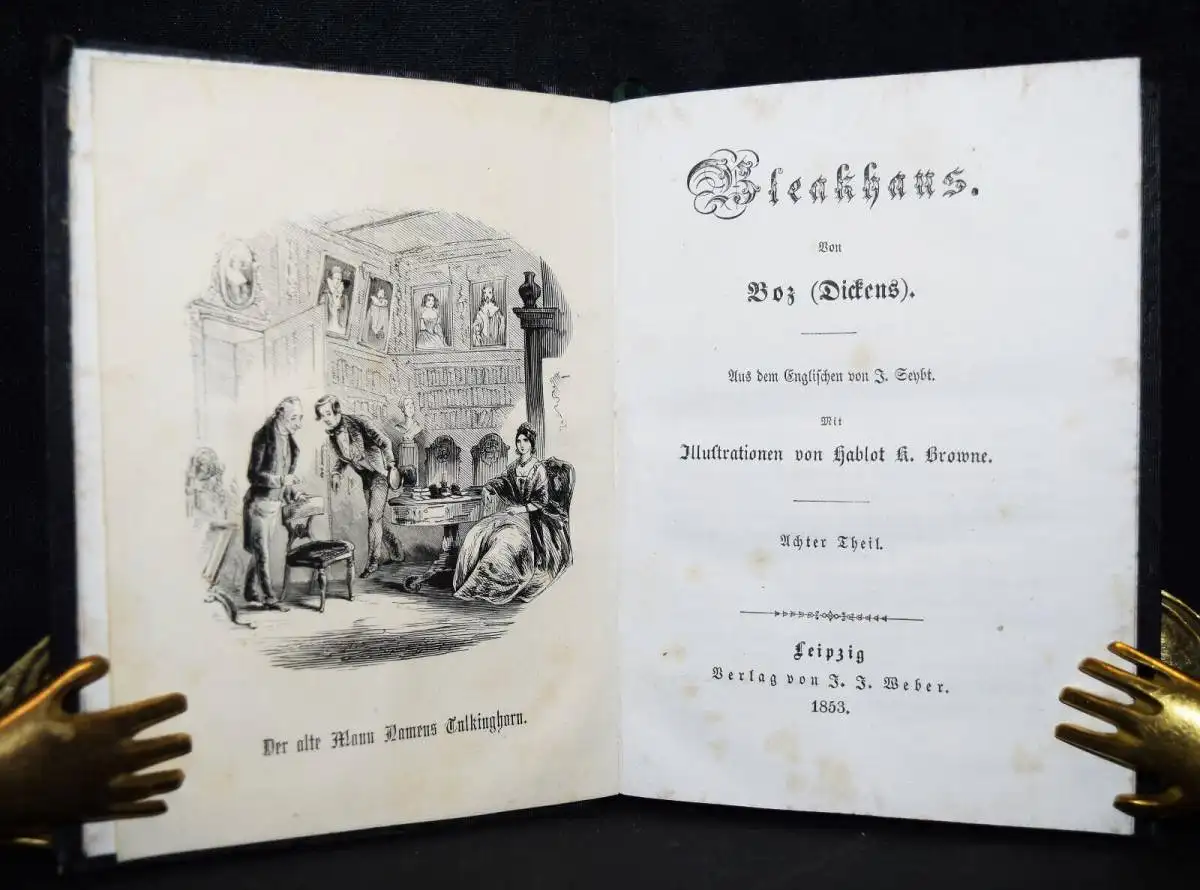 Der alte Mann Namens Tulkinghorn.
Bleakhaus.
Von
Boz (Dickens).
Aus dem Englischen von J. Seybt.
Mit
Illustrationen von Hablot K. Browne.
Achter Theil.
Leipzig
Verlag von J. J. Weber.
1853.